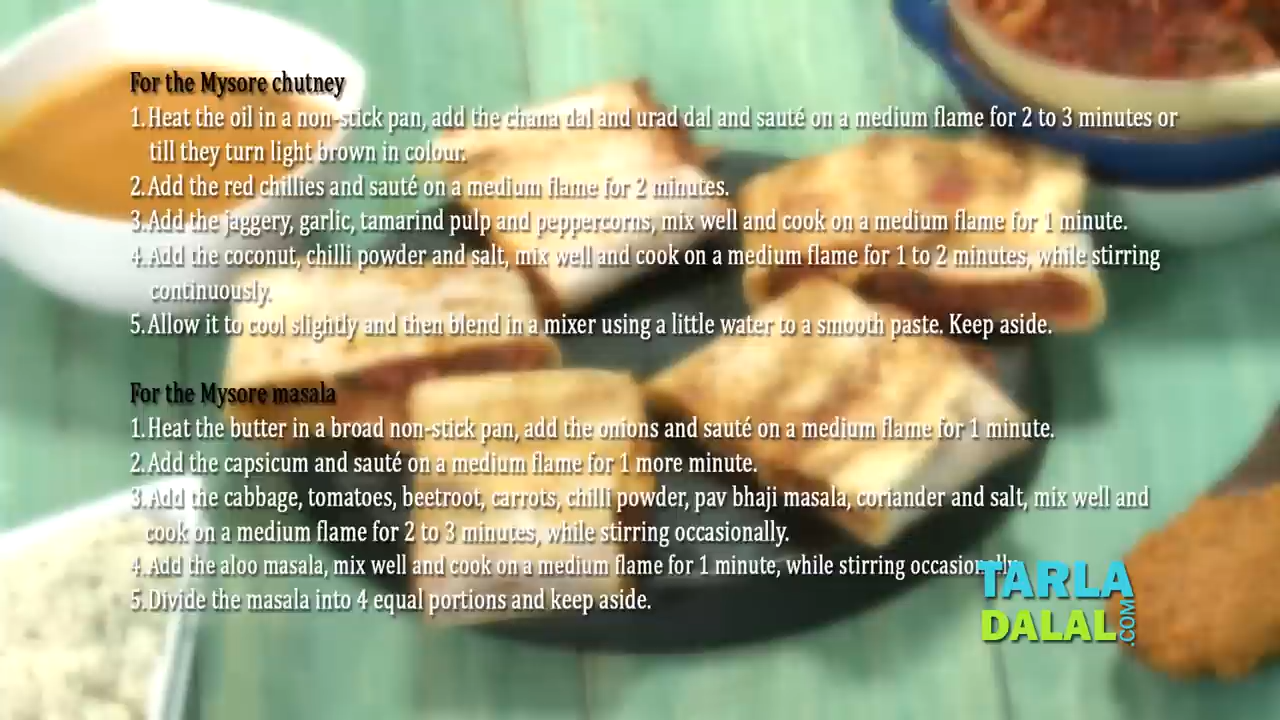 For the Mysore chutney
1. Heat the oil in a non-stick pan, add the chana dal and urad dal and sauté on a medium flame for 2 to 3 minutes or
till they turn light brown in colour.
2. Add the red chillies and sauté on a medium flame for 2 minutes.
3. Add the jaggery, garlic, tamarind pulp and peppercorns, mix well and cook on a medium flame for 1 minute.
4. Add the coconut, chilli powder and salt, mix well and cook on a medium flame for 1 to 2 minutes, while stirring
continuously.
5. Allow it to cool slightly and then blend in a mixer using a little water to a smooth paste. Keep aside.
For the Mysore masala
1. Heat the butter in a broad non-stick pan, add the onions and sauté on a medium flame for 1 minute.
2. Add the capsicum and sauté on a medium flame for 1 more minute.
3. Add the cabbage, tomatoes, beetroot, carrots, chilli powder, pav bhaji masala, coriander and salt, mix well and
cook on a medium flame for 2 to 3 minutes, while stirring occasionally.
4. Add the aloo masala, mix well and cook on a medium flame for 1 minute, while stirring occasionally.
5. Divide the masala into 4 equal portions and keep aside.
TARLA
DALAL.COM